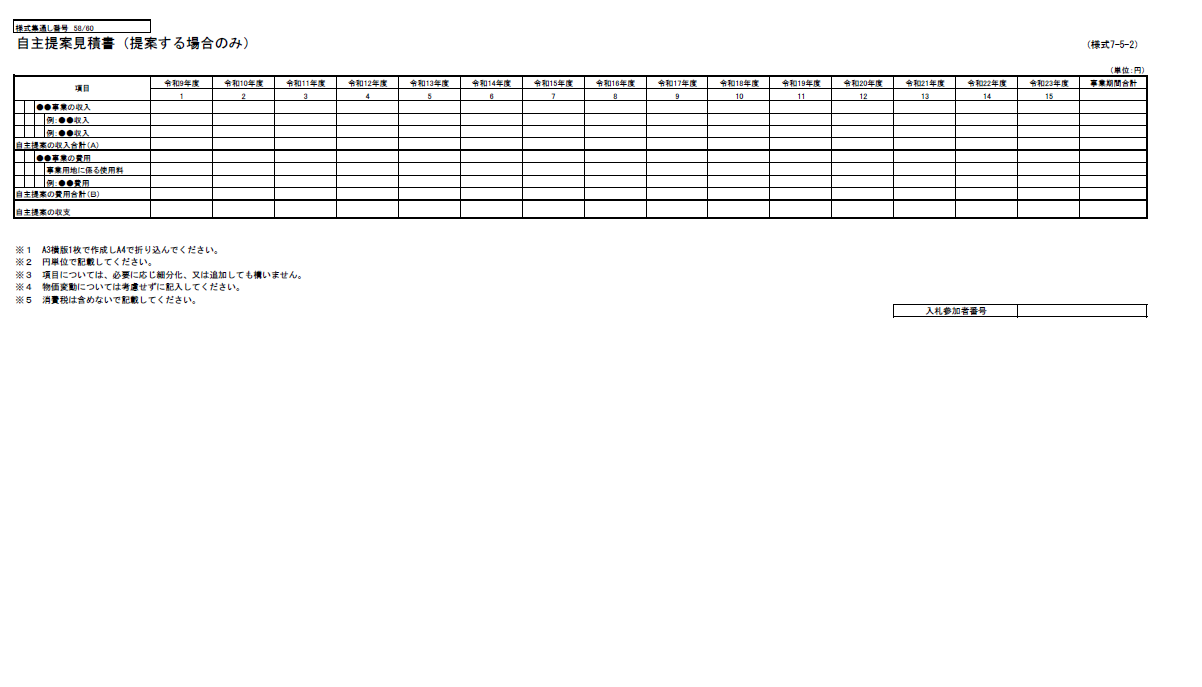 様式集通し番号 58/60
自主提案見積書（提案する場合のみ）
（様式7-5-2）
（単位：円）
項目 令和9年度 令和10年度 令和11年度 令和12年度 令和13年度 令和14年度 令和15年度 令和16年度 令和17年度 令和18年度 令和19年度 令和20年度 令和21年度 令和22年度 令和23年度 事業期間合計
1 2 3 4 5 6 7 8 9 10 11 12 13 14 15
●●事業の収入
例：●●収入
例：●●収入
自主提案の収入合計（A）
●●事業の費用
事業用地に係る使用料
例：●●費用
自主提案の費用合計（B）
自主提案の収支
※１ A3横版1枚で作成しA4で折り込んでください。
※２ 円単位で記載してください。
※３ 項目については、必要に応じ細分化、又は追加しても構いません。
※４ 物価変動については考慮せずに記入してください。
※５ 消費税は含めないで記載してください。
入札参加者番号